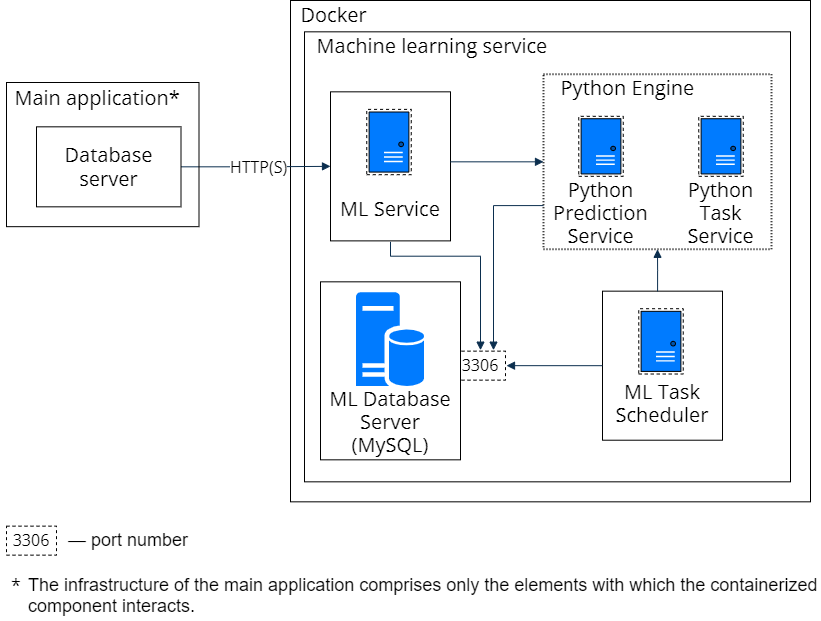 Docker
Machine learning service
Main application*
Database
server
HTTP(S)
ML Service
Python Engine
Python
Prediction
Service
Python
Task
Service
ML Database
Server
(MySQL)
3306
ML Task
Scheduler
3306 — port number
* The infrastructure of the main application comprises only the elements with which the containerized
component interacts.